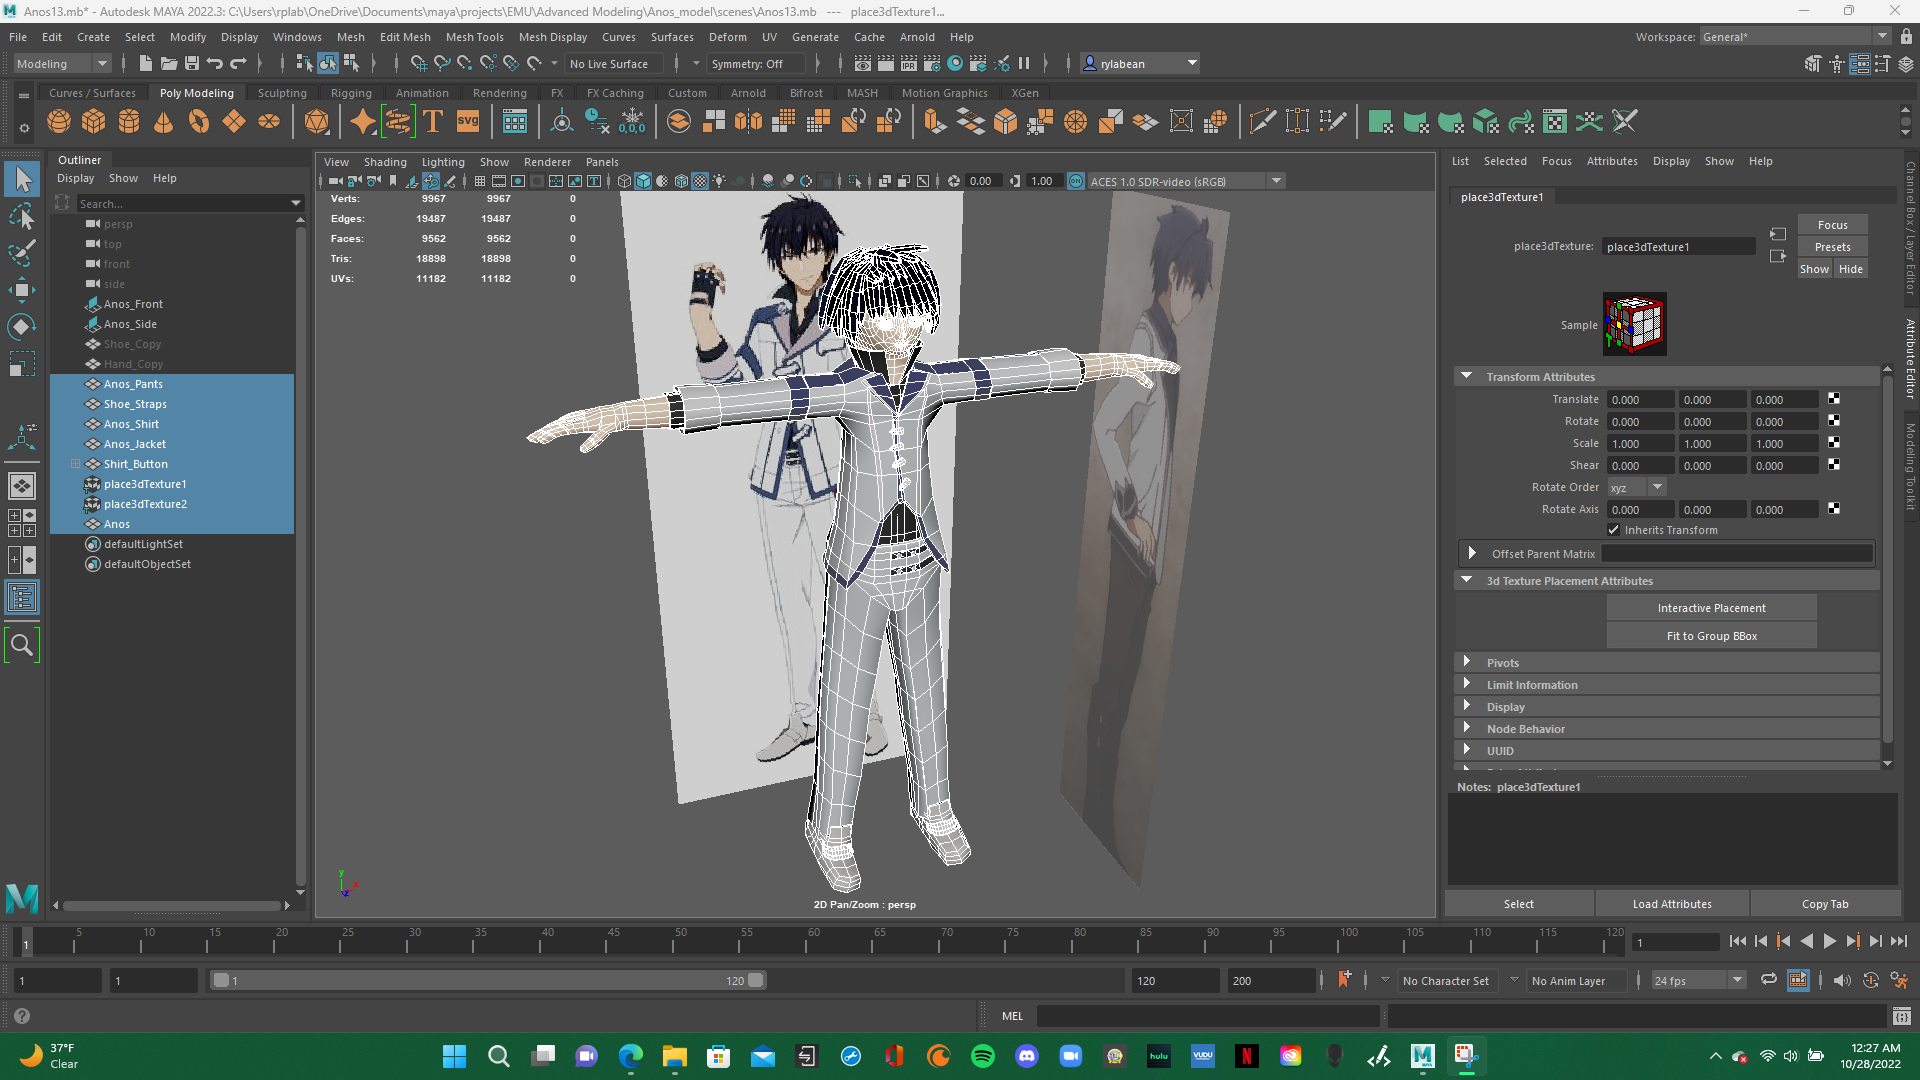 Anos13.mb* - Autodesk MAYA 2022.3: C:\Users\rplab\OneDrive\Documents\maya\projects\EMU\Advanced Modeling\Anos_model\scenes\Anos13.mb --- place3dTexture1...
File Edit Create Select Modify Display Windows Mesh Edit Mesh Mesh Tools Mesh Display Curves Surfaces Deform UV Generate Cache Arnold Help
Workspace: General*
Modeling No Live Surface Symmetry: Off rylabean
Curves / Surfaces Poly Modeling Sculpting Rigging Animation Rendering FX FX Caching Custom Arnold Bifrost MASH Motion Graphics XGen
IPR
T svg 0,0,0
Outliner
Display Show Help
Search...
persp
top
front
side
Anos_Front
Anos_Side
Shoe_Copy
Hand_Copy
Anos_Pants
Shoe_Straps
Anos_Shirt
Anos_Jacket
Shirt_Button
place3dTexture1
place3dTexture2
Anos
defaultLightSet
defaultObjectSet
View Shading Lighting Show Renderer Panels
0.00 1.00 ACES 1.0 SDR-video (sRGB)
Verts: 9967 9967 0
Edges: 19487 19487 0
Faces: 9562 9562 0
Tris: 18898 18898 0
UVs: 11182 11182 0
2D Pan/Zoom : persp
List Selected Focus Attributes Display Show Help
place3dTexture1
place3dTexture: place3dTexture1
Focus
Presets
Show Hide
Sample
Transform Attributes
Translate 0.000 0.000 0.000
Rotate 0.000 0.000 0.000
Scale 1.000 1.000 1.000
Shear 0.000 0.000 0.000
Rotate Order xyz
Rotate Axis 0.000 0.000 0.000
Inherits Transform
Offset Parent Matrix
3d Texture Placement Attributes
Interactive Placement
Fit to Group BBox
Pivots
Limit Information
Display
Node Behavior
UUID
Notes: place3dTexture1
Select Load Attributes Copy Tab
Channel Box / Layer Editor
Attribute Editor
Modeling Toolkit
1 5 10 15 20 25 30 35 40 45 50 55 60 65 70 75 80 85 90 95 100 105 110 115 120 1
1 1 1 120 120 200 No Character Set No Anim Layer 24 fps
MEL
37°F
Clear
hulu VUDU N
12:27 AM
10/28/2022